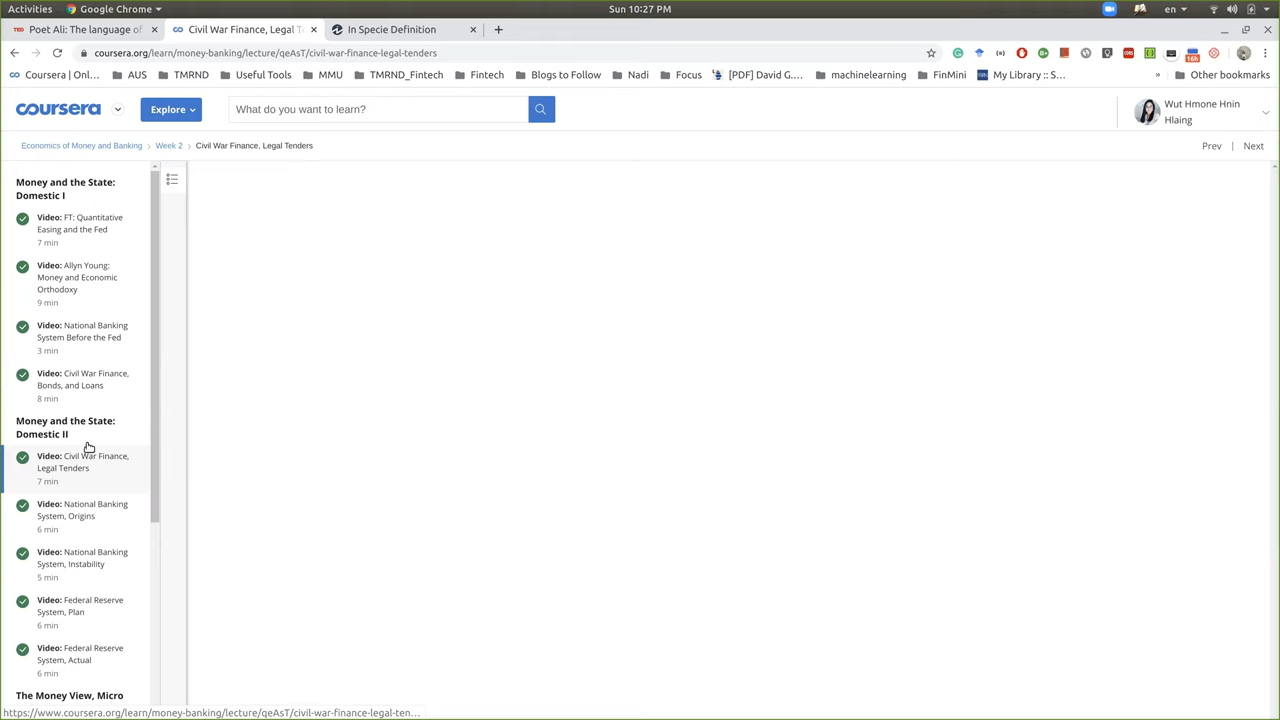 Activities Google Chrome Sun 10:27 PM en
Poet Ali: The language of × Civil War Finance, Legal T × In Specie Definition × +
coursera.org/learn/money-banking/lecture/qeAsT/civil-war-finance-legal-tenders
Coursera | Onl... AUS TMRND Useful Tools MMU TMRND_Fintech Fintech Blogs to Follow Nadi Focus [PDF] David G.... machinelearning FinMini My Library :: S... » Other bookmarks
coursera Explore What do you want to learn? Wut Hmone Hnin
Hlaing
Economics of Money and Banking > Week 2 > Civil War Finance, Legal Tenders Prev | Next
Money and the State:
Domestic I
Video: FT: Quantitative
Easing and the Fed
7 min
Video: Allyn Young:
Money and Economic
Orthodoxy
9 min
Video: National Banking
System Before the Fed
3 min
Video: Civil War Finance,
Bonds, and Loans
8 min
Money and the State:
Domestic II
Video: Civil War Finance,
Legal Tenders
7 min
Video: National Banking
System, Origins
6 min
Video: National Banking
System, Instability
5 min
Video: Federal Reserve
System, Plan
6 min
Video: Federal Reserve
System, Actual
6 min
The Money View, Micro
https://www.coursera.org/learn/money-banking/lecture/qeAsT/civil-war-finance-legal-ten...